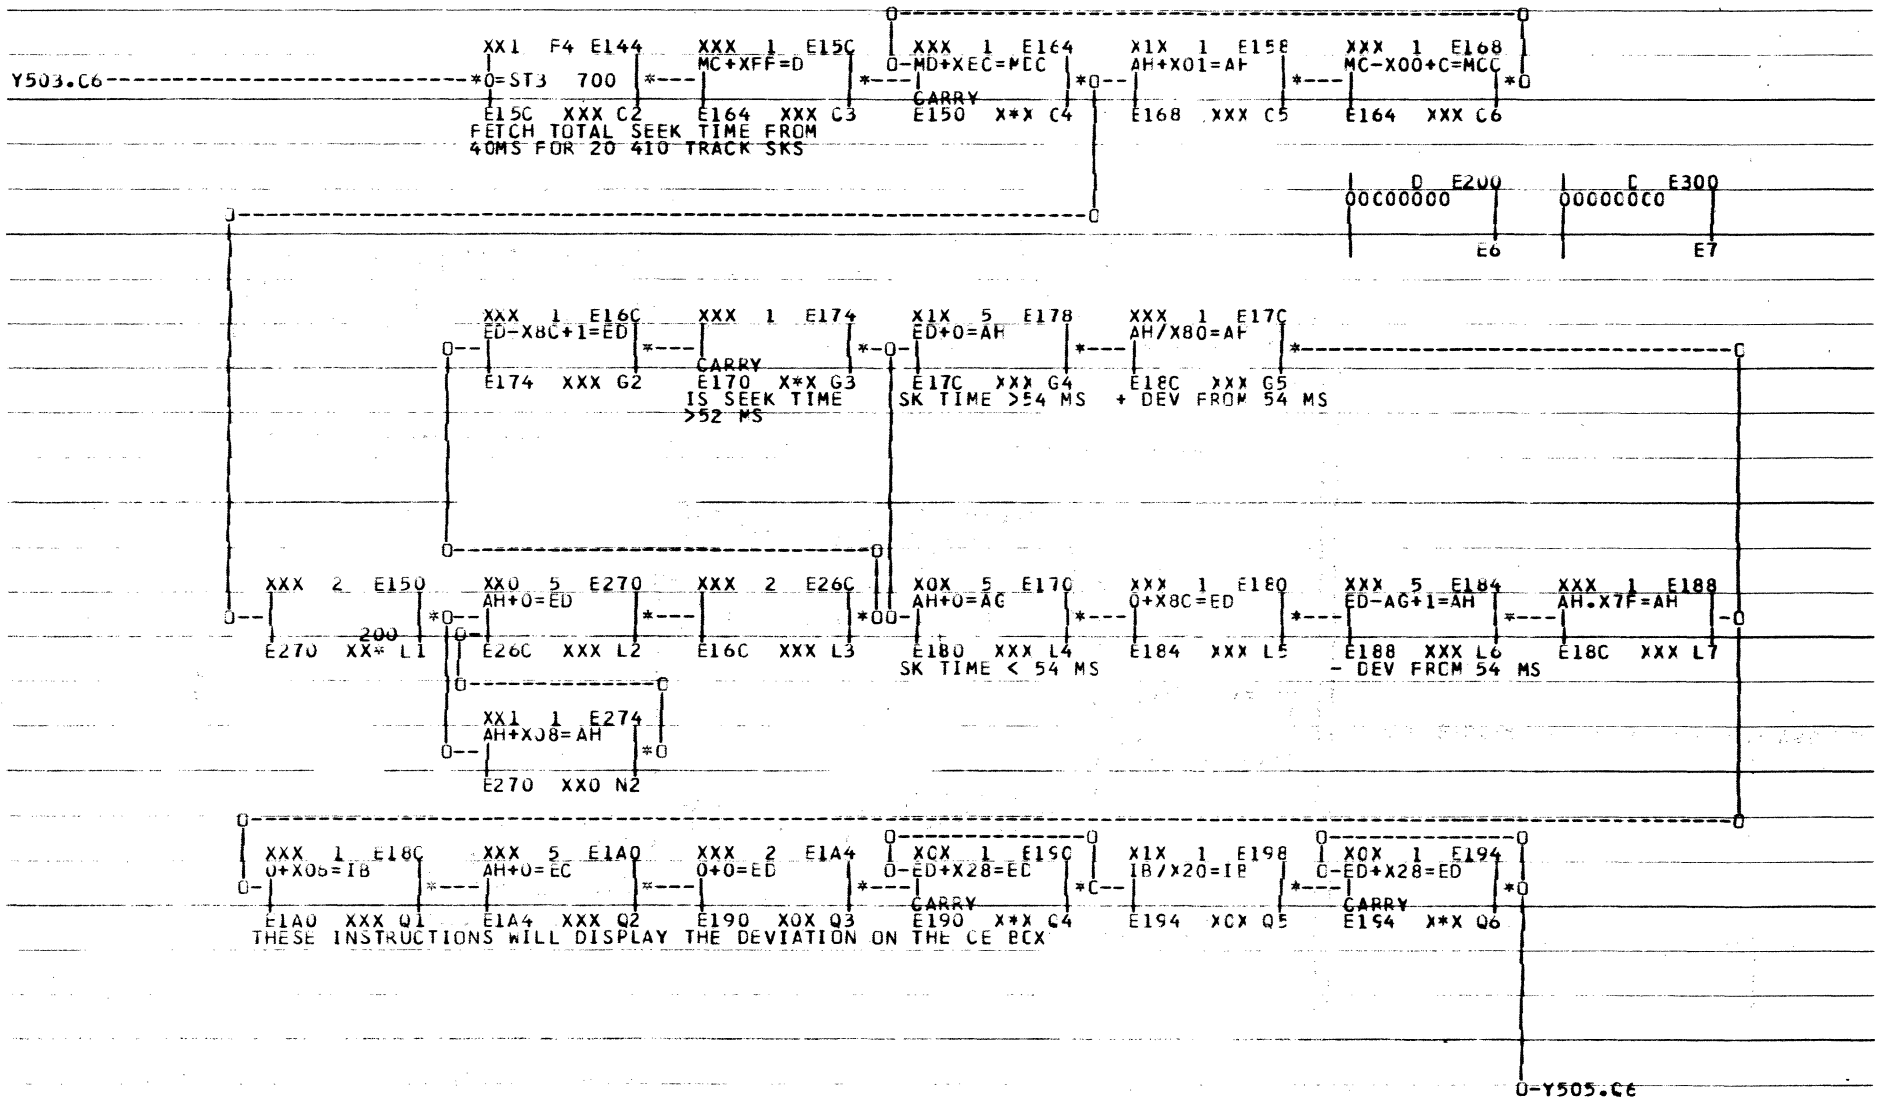 XX1 F4 E144 XXX 1 E15C XXX 1 E164 X1X 1 E158 XXX 1 E168
MC+XFF=D O-MD+XEC=MCC AH+X01=AH MC-X00+C=MCC
Y503.C6 *0=ST3 700
CARRY
E15C XXX C2 E164 XXX C3 E150 X*X C4 E168 XXX C5 E164 XXX C6
FETCH TOTAL SEEK TIME FROM
40MS FOR 20 410 TRACK SKS
D E200 E300
00C00000 000000C0
E6 E7
XXX 1 E16C XXX 1 E174 X1X 5 E178 XXX 1 E17C
ED-X8C+1=ED ED+0=AH AH/X80=AH
CARRY
E174 XXX G2 E170 X*X G3 E17C XXX G4 E18C XXX G5
IS SEEK TIME SK TIME >54 MS + DEV FROM 54 MS
>52 MS
XXX 2 E150 XX0 5 E270 XXX 2 E26C X0X 5 E170 XXX 1 E180 XXX 5 E184 XXX 1 E188
AH+0=ED AH+0=AG 0+X8C=ED ED-AG+1=AH AH.X7F=AH
200
E270 XX* L1 E26C XXX L2 E16C XXX L3 E180 XXX L4 E184 XXX L5 E188 XXX L6 E18C XXX L7
SK TIME < 54 MS - DEV FRCM 54 MS
XX1 1 E274
AH+X08=AH
E270 XX0 N2
XXX 1 E18C XXX 5 E1A0 XXX 2 E1A4 XCX 1 E190 X1X 1 E198 X0X 1 E194
AH+0=EC 0+0=ED O-ED+X28=ED IB/X20=IB O-ED+X28=ED
CARRY CARRY
E1A0 XXX Q1 E1A4 XXX Q2 E190 X0X Q3 E190 X*X Q4 E194 XCX Q5 E194 X*X Q6
THESE INSTRUCTIONS WILL DISPLAY THE DEVIATION ON THE CE BCX
O-Y505.C6